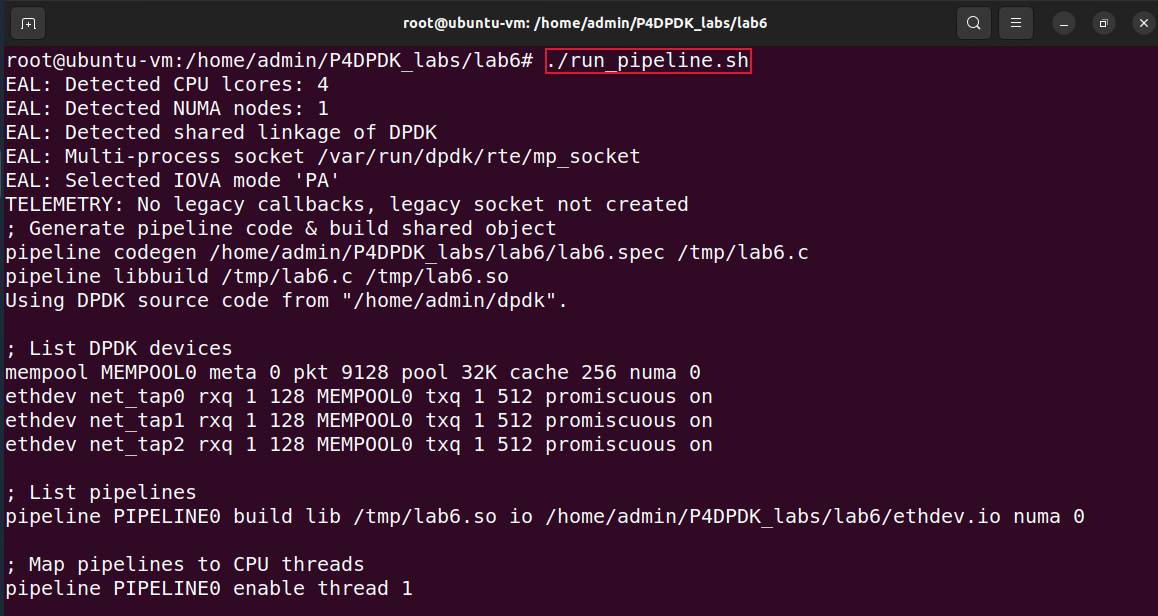 root@ubuntu-vm: /home/admin/P4DPDK_labs/lab6
root@ubuntu-vm:/home/admin/P4DPDK_labs/lab6# ./run_pipeline.sh
EAL: Detected CPU lcores: 4
EAL: Detected NUMA nodes: 1
EAL: Detected shared linkage of DPDK
EAL: Multi-process socket /var/run/dpdk/rte/mp_socket
EAL: Selected IOVA mode 'PA'
TELEMETRY: No legacy callbacks, legacy socket not created
; Generate pipeline code & build shared object
pipeline codegen /home/admin/P4DPDK_labs/lab6/lab6.spec /tmp/lab6.c
pipeline libbuild /tmp/lab6.c /tmp/lab6.so
Using DPDK source code from "/home/admin/dpdk".

; List DPDK devices
mempool MEMPOOL0 meta 0 pkt 9128 pool 32K cache 256 numa 0
ethdev net_tap0 rxq 1 128 MEMPOOL0 txq 1 512 promiscuous on
ethdev net_tap1 rxq 1 128 MEMPOOL0 txq 1 512 promiscuous on
ethdev net_tap2 rxq 1 128 MEMPOOL0 txq 1 512 promiscuous on

; List pipelines
pipeline PIPELINE0 build lib /tmp/lab6.so io /home/admin/P4DPDK_labs/lab6/ethdev.io numa 0

; Map pipelines to CPU threads
pipeline PIPELINE0 enable thread 1